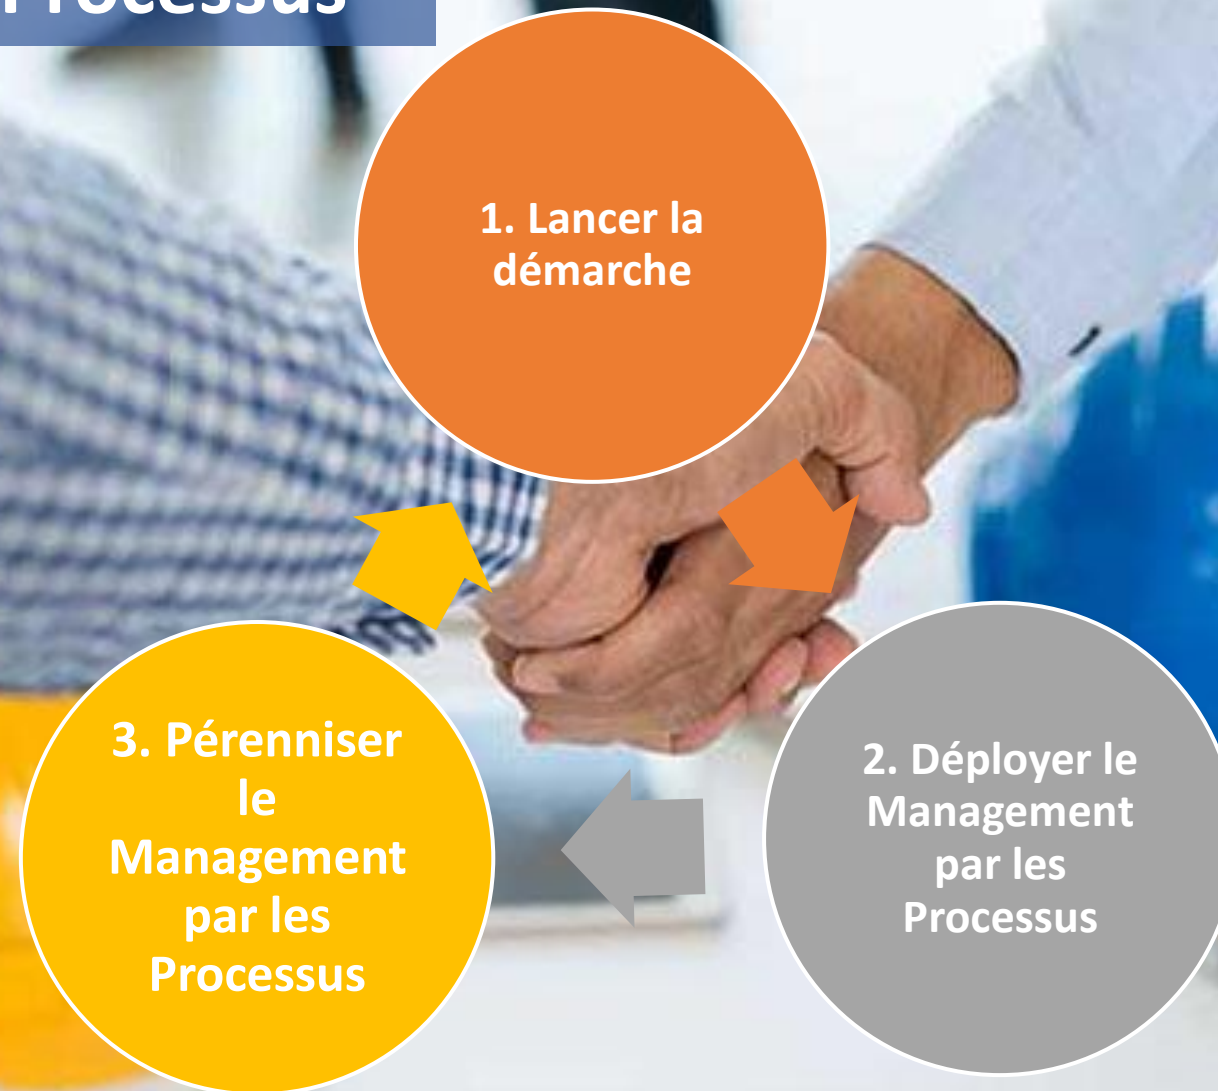 Processus
1. Lancer la
démarche
2. Déployer le
Management
par les
Processus
3. Pérenniser
le
Management
par les
Processus